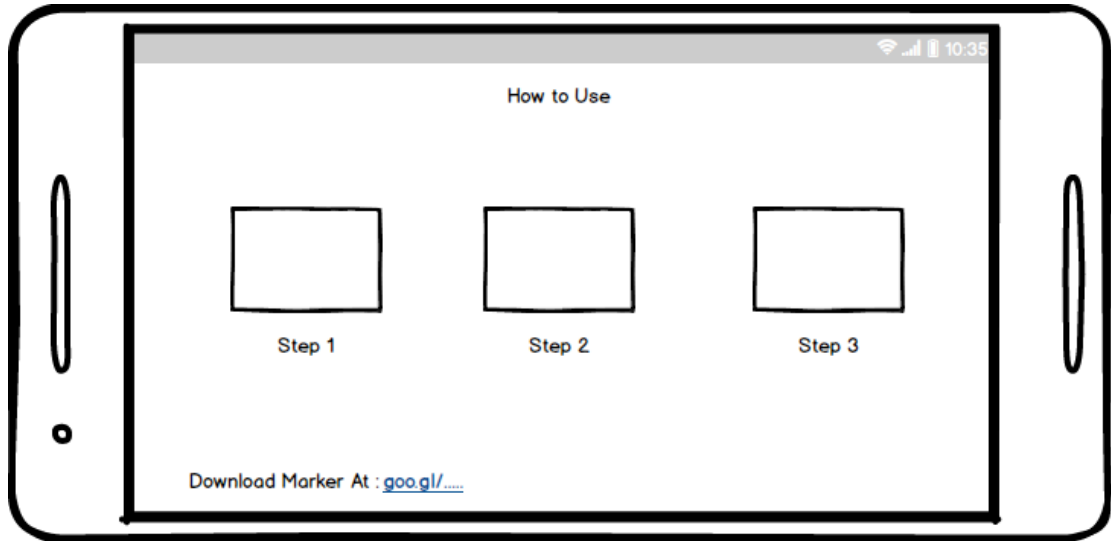 10:35
How to Use
Step 1 Step 2 Step 3
Download Marker At : goo.gl/.....